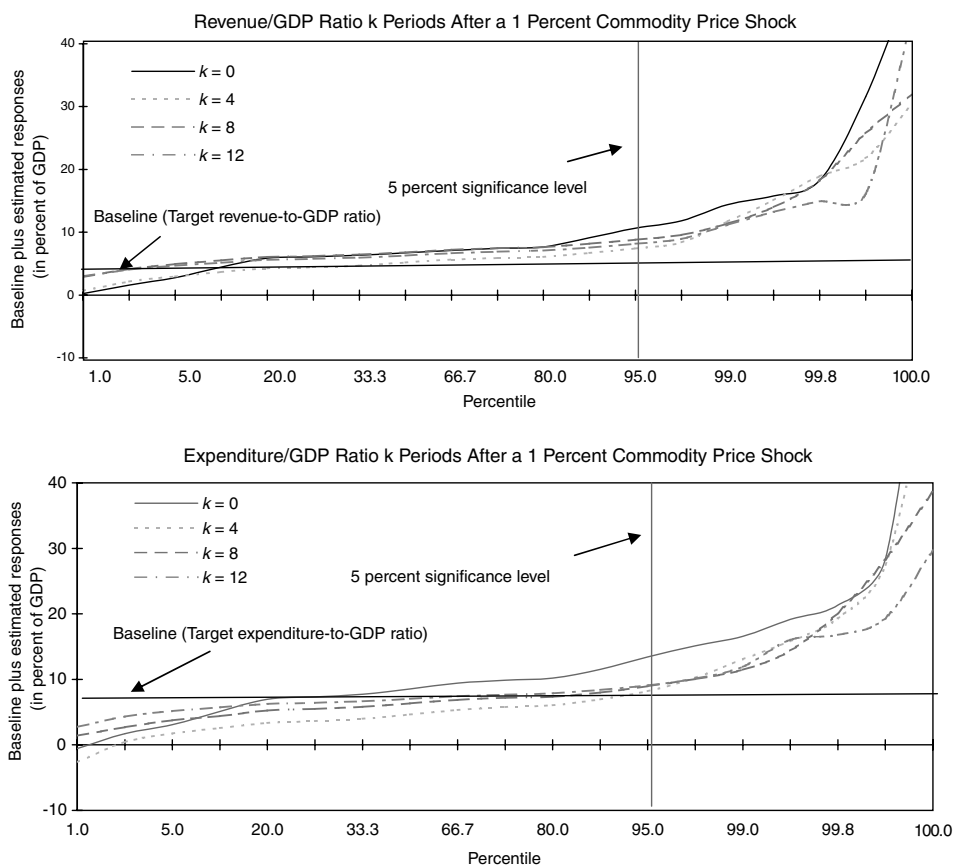 Revenue/GDP Ratio k Periods After a 1 Percent Commodity Price Shock
Baseline plus estimated responses
(in percent of GDP)
40
30
20
10
0
-10
k = 0
k = 4
k = 8
k = 12
5 percent significance level
Baseline (Target revenue-to-GDP ratio)
1.0 5.0 20.0 33.3 66.7 80.0 95.0 99.0 99.8 100.0
Percentile
Expenditure/GDP Ratio k Periods After a 1 Percent Commodity Price Shock
Baseline plus estimated responses
(in percent of GDP)
40
30
20
10
0
-10
k = 0
k = 4
k = 8
k = 12
5 percent significance level
Baseline (Target expenditure-to-GDP ratio)
1.0 5.0 20.0 33.3 66.7 80.0 95.0 99.0 99.8 100.0
Percentile